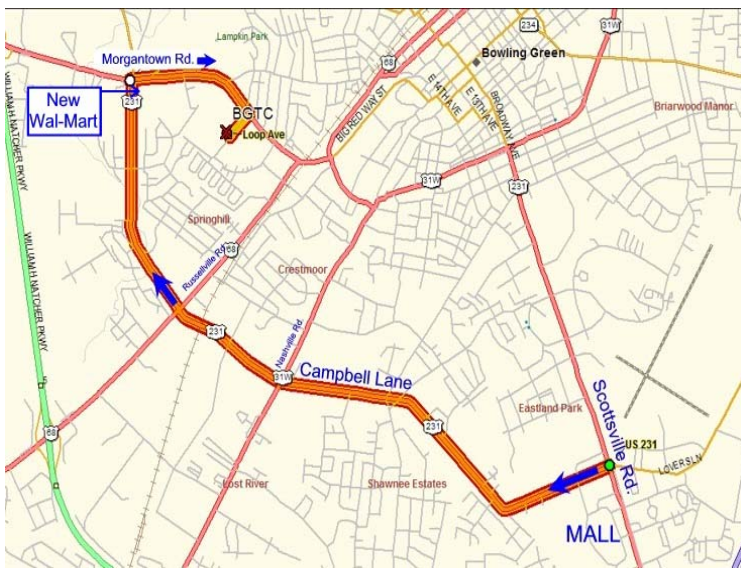 31W
Lampkin Park
234
Morgantown Rd.
68
Bowling Green
New
Wal-Mart
231
BGTC
Loop Ave
E 14TH AVE
E 13TH AVE
BROADWAY AVE
BIG RED WAY ST
Briarwood Manor
WILLIAM H NATCHER PKWY
31W
231
Springhill
68
Russellville Rd.
Crestmoor
WILLIAM H NATCHER PKWY
231
Nashville Rd.
31W
Campbell Lane
Eastland Park
Scottsville Rd.
231
68
US 231
LOVERS LN
Lost River
Shawnee Estates
MALL